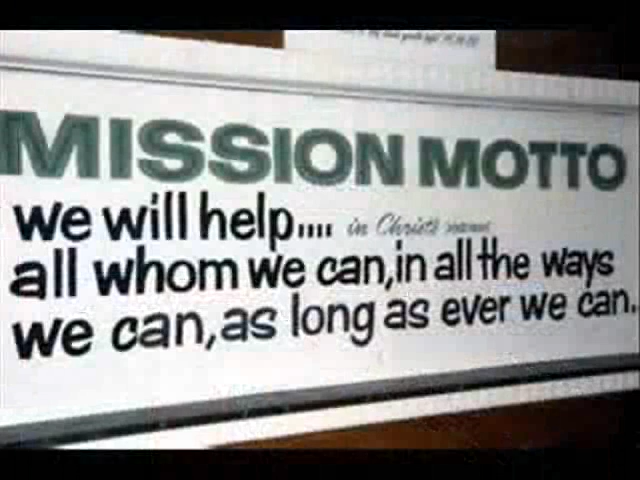 MISSION MOTTO
we will help.... in Christ's name
all whom we can, in all the ways
we can, as long as ever we can.